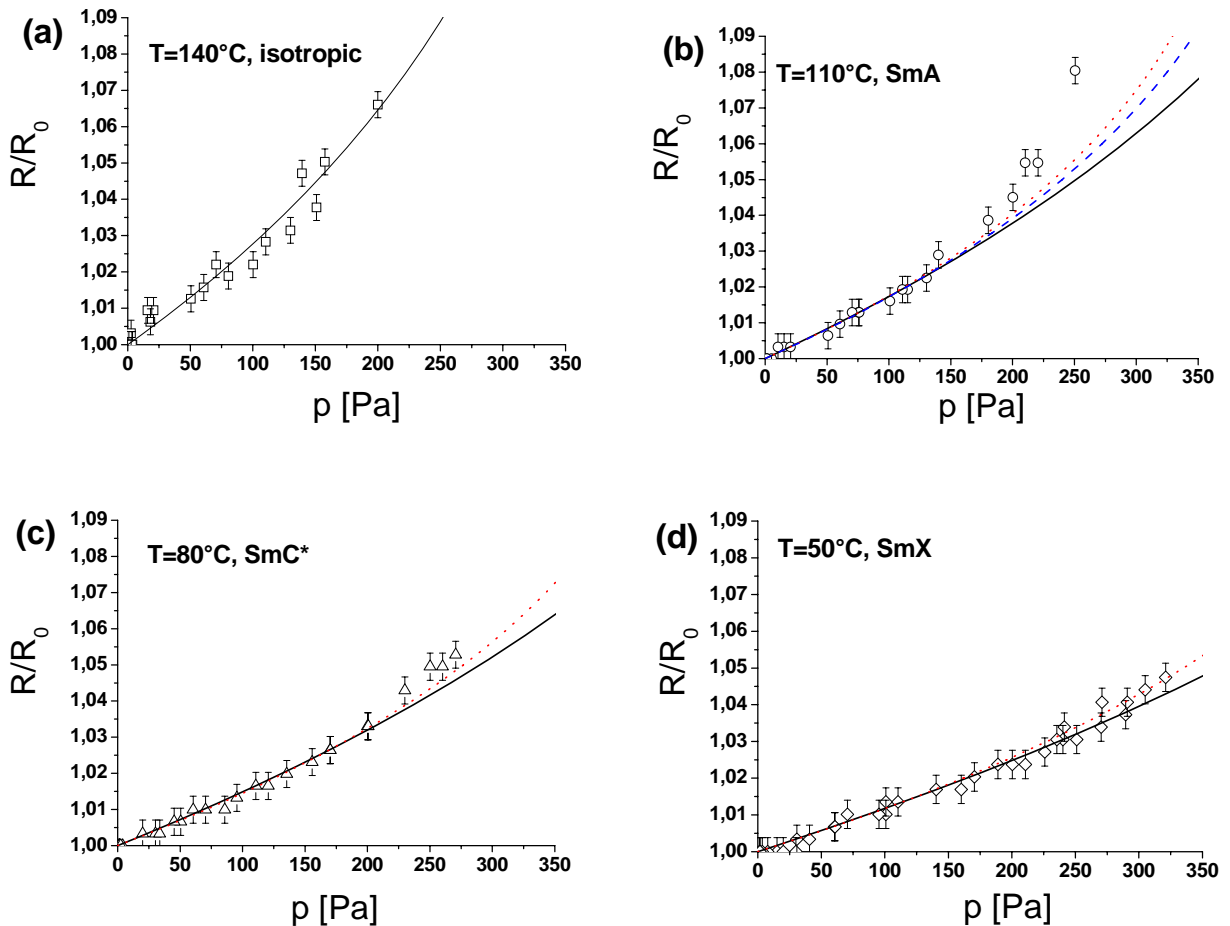 (a)
T=140°C, isotropic
R/R0
1,09
1,08
1,07
1,06
1,05
1,04
1,03
1,02
1,01
1,00
0 50 100 150 200 250 300 350
p [Pa]
(b)
T=110°C, SmA
R/R0
1,09
1,08
1,07
1,06
1,05
1,04
1,03
1,02
1,01
1,00
0 50 100 150 200 250 300 350
p [Pa]
(c)
T=80°C, SmC*
R/R0
1,09
1,08
1,07
1,06
1,05
1,04
1,03
1,02
1,01
1,00
0 50 100 150 200 250 300 350
p [Pa]
(d)
T=50°C, SmX
R/R0
1,09
1,08
1,07
1,06
1,05
1,04
1,03
1,02
1,01
1,00
0 50 100 150 200 250 300 350
p [Pa]